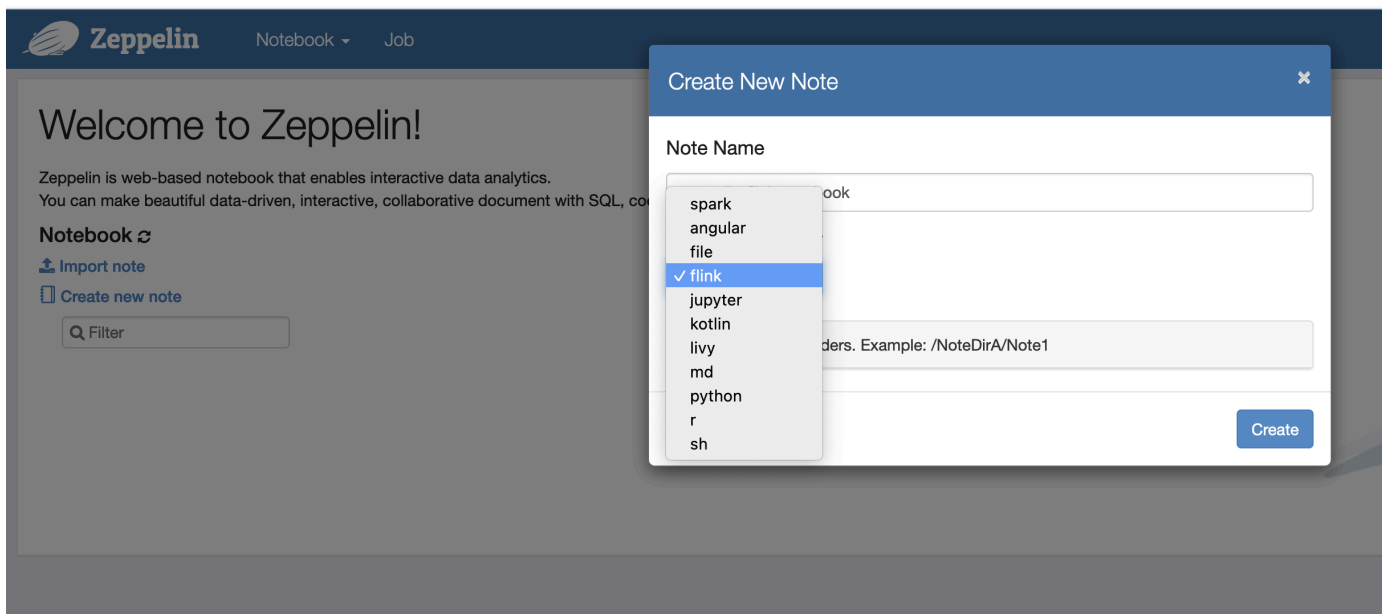 Zeppelin
Notebook
Job
Welcome to Zeppelin!
Zeppelin is web-based notebook that enables interactive data analytics.
You can make beautiful data-driven, interactive, collaborative document with SQL,
Notebook
Import note
Create new note
Filter
Create New Note
×
Note Name
ook
spark
angular
file
✓ flink
jupyter
kotlin
livy
md
python
r
sh
ders. Example: /NoteDirA/Note1
Create